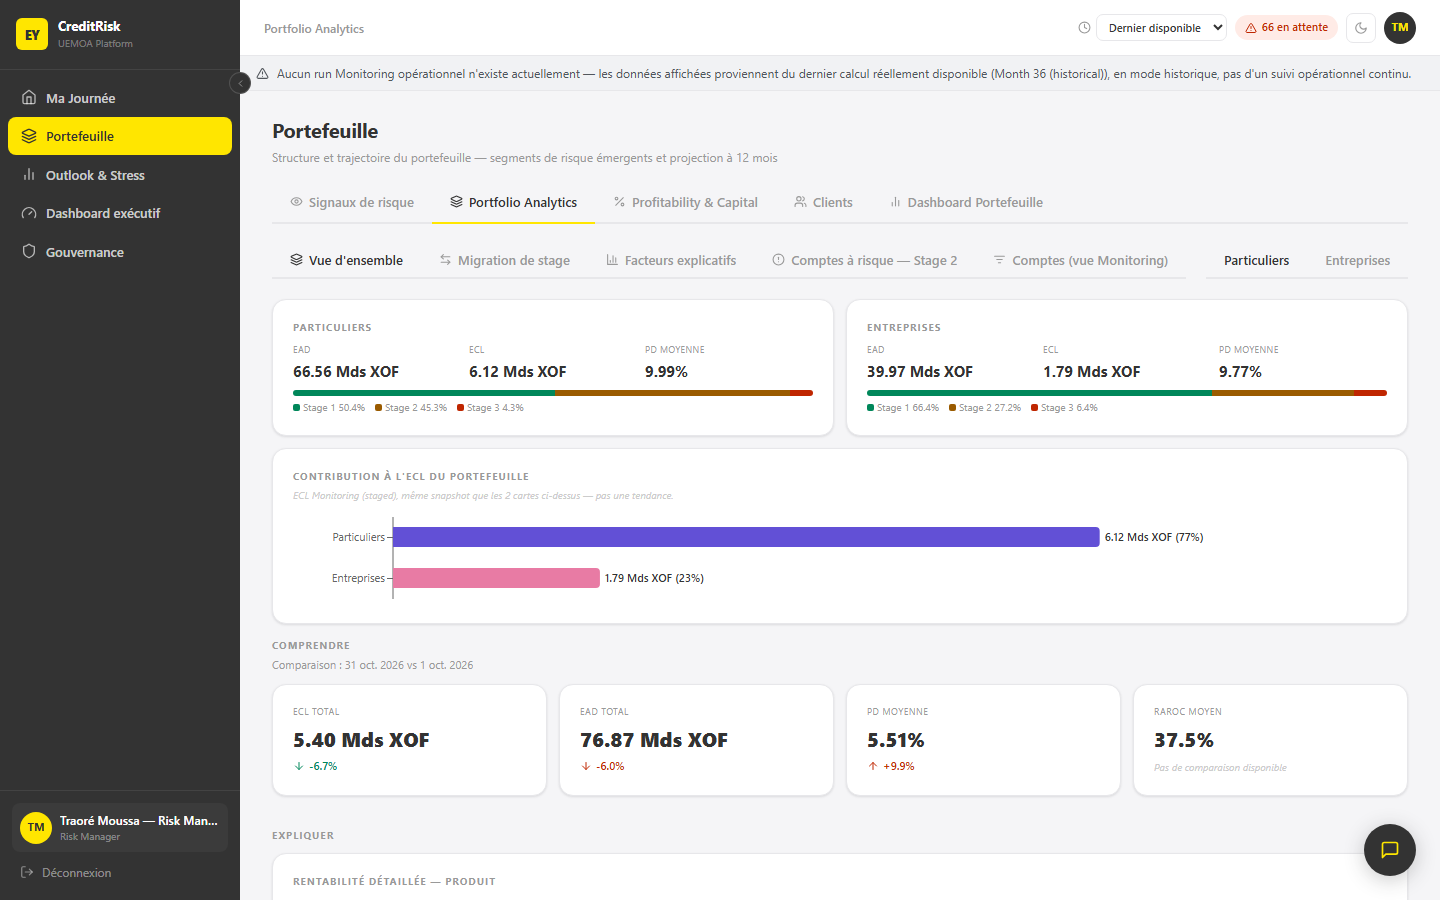 EY
CreditRisk
UEMOA Platform
Ma Journée
Portefeuille
Outlook & Stress
Dashboard exécutif
Gouvernance
TM
Traoré Moussa — Risk Man...
Risk Manager
Déconnexion
Portfolio Analytics
Dernier disponible
66 en attente
TM
Aucun run Monitoring opérationnel n'existe actuellement — les données affichées proviennent du dernier calcul réellement disponible (Month 36 (historical)), en mode historique, pas d'un suivi opérationnel continu.
Portefeuille
Structure et trajectoire du portefeuille — segments de risque émergents et projection à 12 mois
Signaux de risque
Portfolio Analytics
Profitability & Capital
Clients
Dashboard Portefeuille
Vue d'ensemble
Migration de stage
Facteurs explicatifs
Comptes à risque — Stage 2
Comptes (vue Monitoring)
Particuliers
Entreprises
PARTICULIERS
EAD
ECL
PD MOYENNE
66.56 Mds XOF
6.12 Mds XOF
9.99%
Stage 1 50.4%
Stage 2 45.3%
Stage 3 4.3%
ENTREPRISES
EAD
ECL
PD MOYENNE
39.97 Mds XOF
1.79 Mds XOF
9.77%
Stage 1 66.4%
Stage 2 27.2%
Stage 3 6.4%
CONTRIBUTION À L'ECL DU PORTEFEUILLE
ECL Monitoring (staged), même snapshot que les 2 cartes ci-dessus — pas une tendance.
Particuliers
6.12 Mds XOF (77%)
Entreprises
1.79 Mds XOF (23%)
COMPRENDRE
Comparaison : 31 oct. 2026 vs 1 oct. 2026
ECL TOTAL
5.40 Mds XOF
↓ -6.7%
EAD TOTAL
76.87 Mds XOF
↓ -6.0%
PD MOYENNE
5.51%
↑ +9.9%
RAROC MOYEN
37.5%
Pas de comparaison disponible
EXPLIQUER
RENTABILITÉ DÉTAILLÉE — PRODUIT